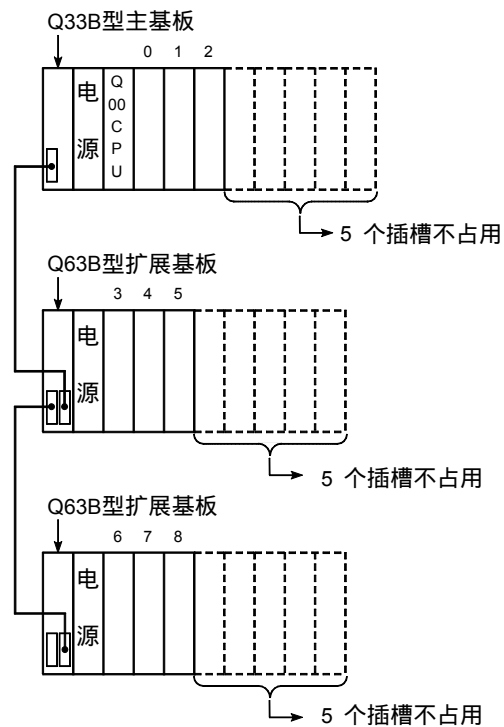 Q33B型主基板
0 1 2
电源
Q00CPU
5 个插槽不占用
Q63B型扩展基板
3 4 5
电源
5 个插槽不占用
Q63B型扩展基板
6 7 8
电源
5 个插槽不占用